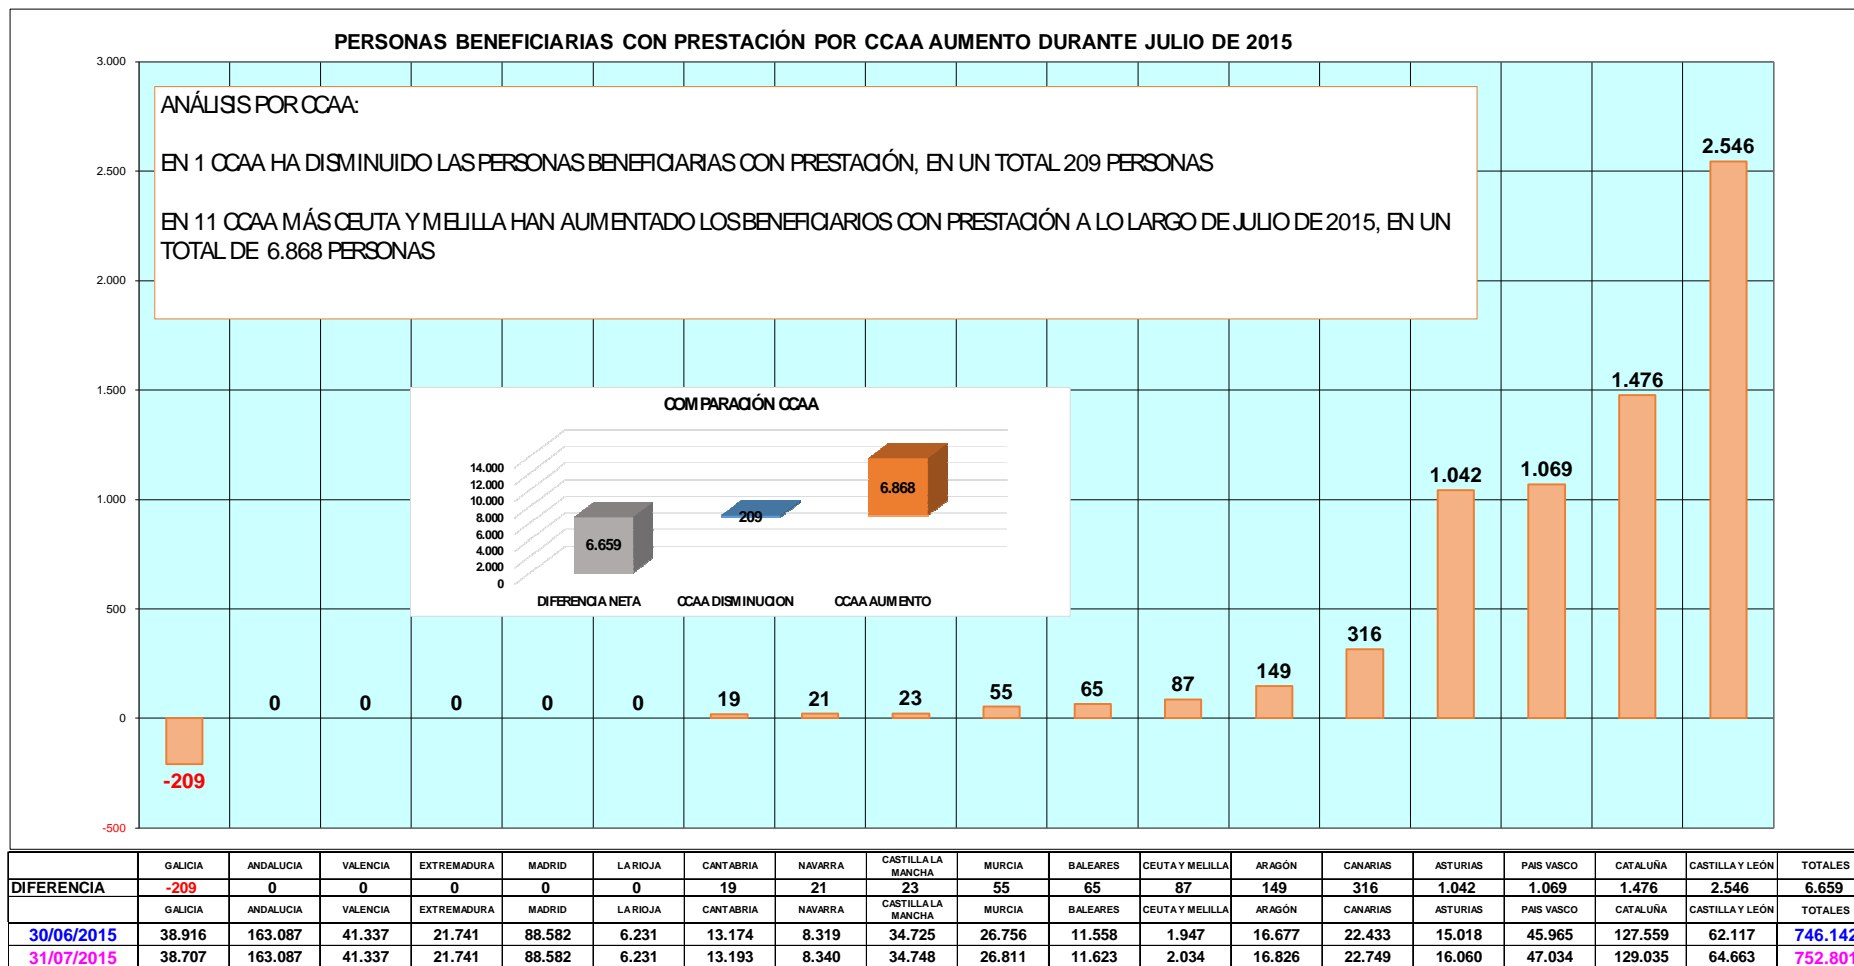 PERSONAS BENEFICIARIAS CON PRESTACIÓN POR CCAA AUMENTO DURANTE JULIO DE 2015
3.000
2.500
2.000
1.500
1.000
500
0
-500
ANÁLISIS POR CCAA:
EN 1 CCAA HA DISMINUIDO LAS PERSONAS BENEFICIARIAS CON PRESTACIÓN, EN UN TOTAL 209 PERSONAS
EN 11 CCAA MÁS CEUTA Y MELILLA HAN AUMENTADO LOS BENEFICIARIOS CON PRESTACIÓN A LO LARGO DE JULIO DE 2015, EN UN
TOTAL DE 6.868 PERSONAS
COMPARACIÓN CCAA
14.000
12.000
10.000
8.000
6.000
4.000
2.000
0
6.659
209
6.868
DIFERENCIA NETA CCAA DISMINUCION CCAA AUMENTO
-209 0 0 0 0 0 19 21 23 55 65 87 149 316 1.042 1.069 1.476 2.546
GALICIA ANDALUCIA VALENCIA EXTREMADURA MADRID LA RIOJA CANTABRIA NAVARRA CASTILLA LA MANCHA MURCIA BALEARES CEUTA Y MELILLA ARAGÓN CANARIAS ASTURIAS PAIS VASCO CATALUÑA CASTILLA Y LEÓN TOTALES
DIFERENCIA -209 0 0 0 0 0 19 21 23 55 65 87 149 316 1.042 1.069 1.476 2.546 6.659
GALICIA ANDALUCIA VALENCIA EXTREMADURA MADRID LA RIOJA CANTABRIA NAVARRA CASTILLA LA MANCHA MURCIA BALEARES CEUTA Y MELILLA ARAGÓN CANARIAS ASTURIAS PAIS VASCO CATALUÑA CASTILLA Y LEÓN TOTALES
30/06/2015 38.916 163.087 41.337 21.741 88.582 6.231 13.174 8.319 34.725 26.756 11.558 1.947 16.677 22.433 15.018 45.965 127.559 62.117 746.142
31/07/2015 38.707 163.087 41.337 21.741 88.582 6.231 13.193 8.340 34.748 26.811 11.623 2.034 16.826 22.749 16.060 47.034 129.035 64.663 752.801